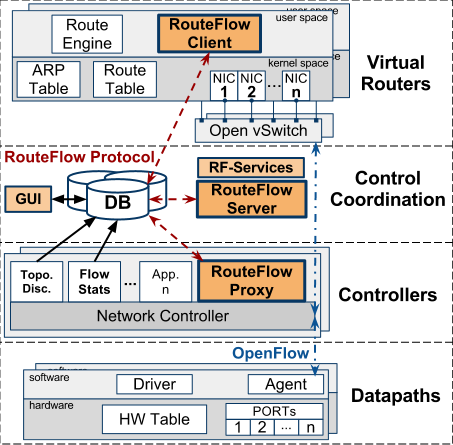 user space
user space
Route
Engine
RouteFlow
Client
Virtual
Routers
kernel space
ARP
Table
Route
Table
NIC NIC NIC
1 2 ... n
Open vSwitch
RouteFlow Protocol
RF-Services
GUI
DB
RouteFlow
Server
Control
Coordination
Topo.
Disc.
Flow
Stats
...
App.
n
RouteFlow
Proxy
Controllers
Network Controller
OpenFlow
software
Driver
Agent
Datapaths
hardware
HW Table
PORTs
1 2 ... n